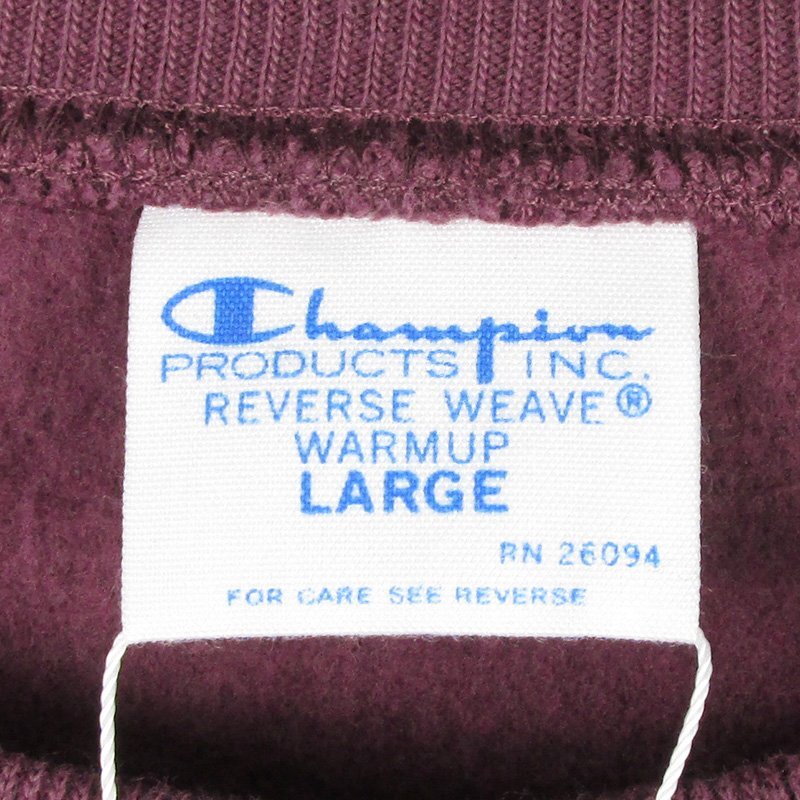 Champion
PRODUCTS INC.
REVERSE WEAVE®
WARMUP
LARGE
RN 26094
FOR CARE SEE REVERSE